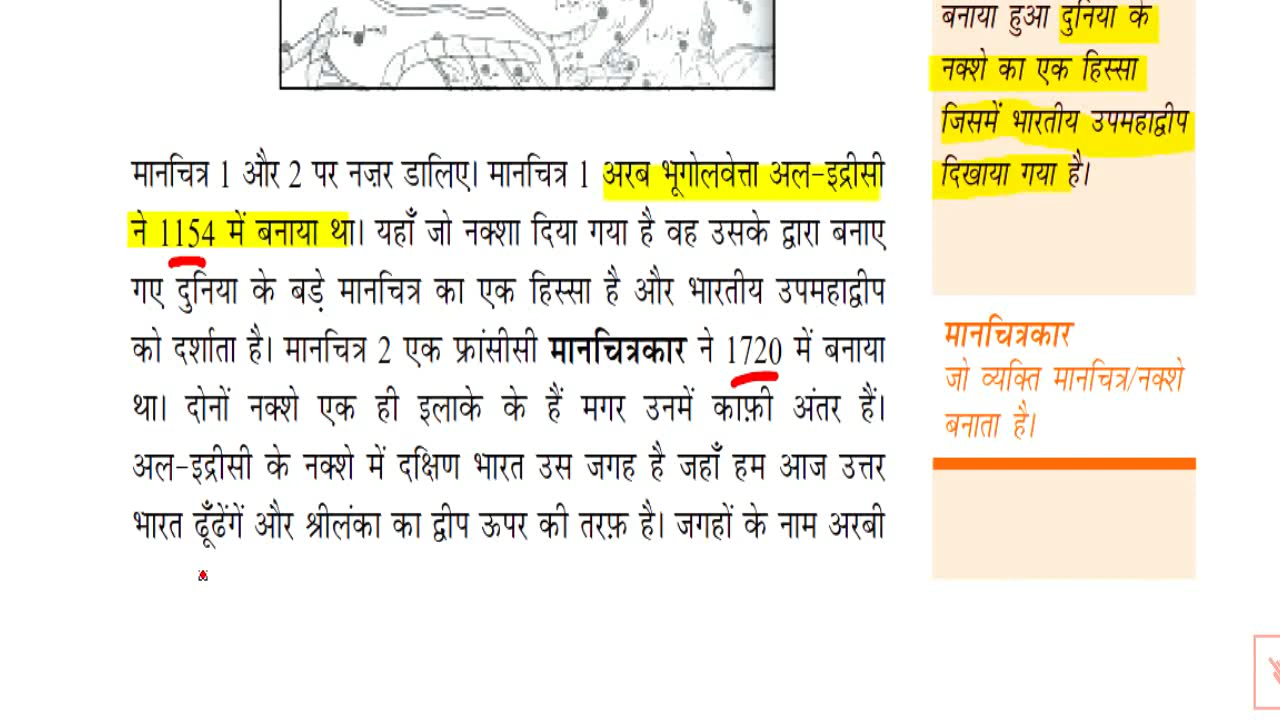 बनाया हुआ दुनिया के
नक्शे का एक हिस्सा
जिसमें भारतीय उपमहाद्वीप
दिखाया गया है।
मानचित्र 1 और 2 पर नज़र डालिए। मानचित्र 1 अरब भूगोलवेत्ता अल-इद्रीसी
ने 1154 में बनाया था। यहाँ जो नक्शा दिया गया है वह उसके द्वारा बनाए
गए दुनिया के बड़े मानचित्र का एक हिस्सा है और भारतीय उपमहाद्वीप
को दर्शाता है। मानचित्र 2 एक फ्रांसीसी मानचित्रकार ने 1720 में बनाया
था। दोनों नक्शे एक ही इलाके के हैं मगर उनमें काफ़ी अंतर हैं।
अल-इद्रीसी के नक्शे में दक्षिण भारत उस जगह है जहाँ हम आज उत्तर
भारत ढूँढेंगें और श्रीलंका का द्वीप ऊपर की तरफ़ है। जगहों के नाम अरबी
मानचित्रकार
जो व्यक्ति मानचित्र/नक्शे
बनाता है।